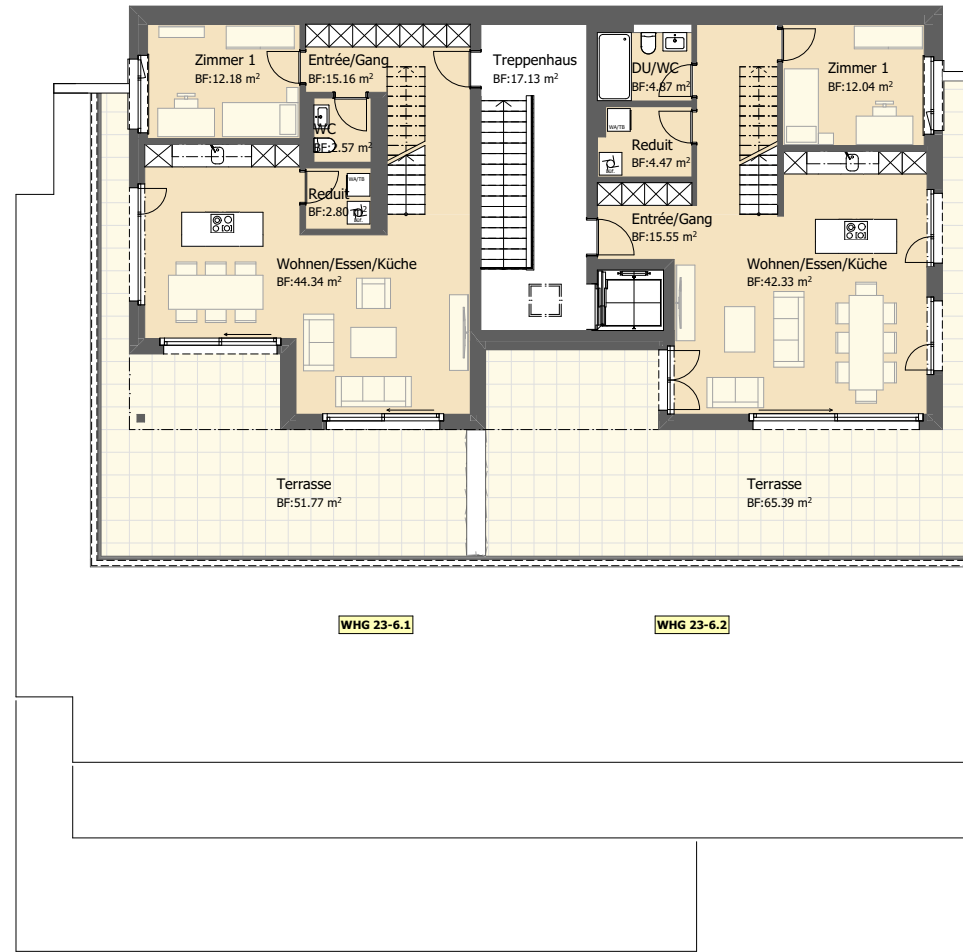 Zimmer 1
BF:12.18 m²
Entrée/Gang
BF:15.16 m²
Treppenhaus
BF:17.13 m²
DU/WC
BF:4.87 m²
Zimmer 1
BF:12.04 m²
WC
BF:2.57 m²
WA/TB
Reduit
BF:4.47 m²
WA/TB
Reduit
BF:2.80 m²
Entrée/Gang
BF:15.55 m²
Wohnen/Essen/Küche
BF:44.34 m²
Wohnen/Essen/Küche
BF:42.33 m²
Terrasse
BF:51.77 m²
Terrasse
BF:65.39 m²
WHG 23-6.1
WHG 23-6.2